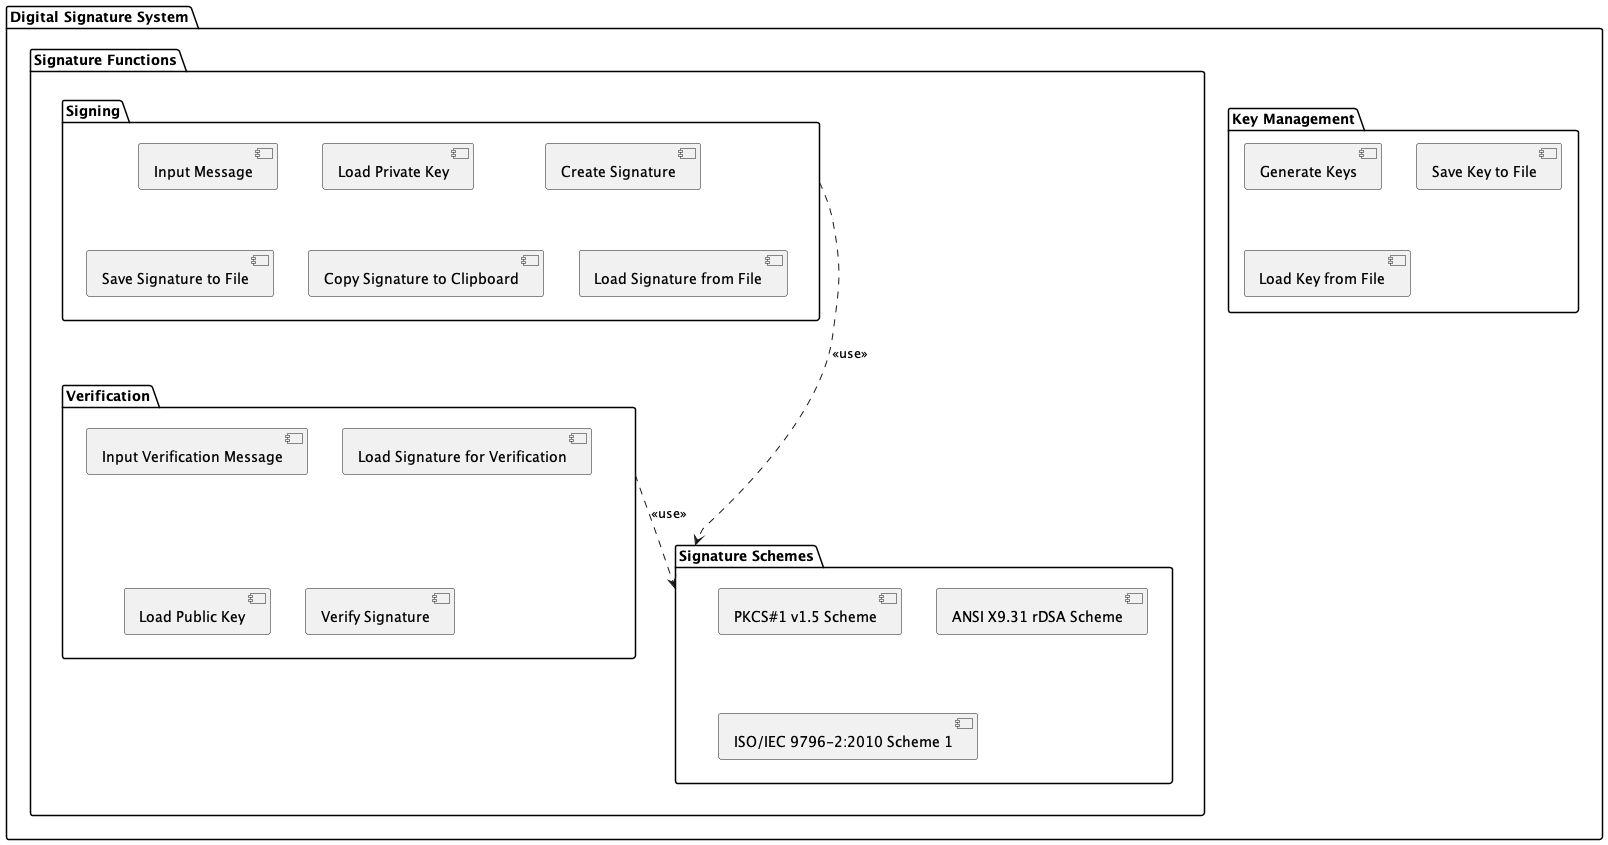 Digital Signature System
Signature Functions
Signing
Input Message
Load Private Key
Create Signature
Save Signature to File
Copy Signature to Clipboard
Load Signature from File
«use»
Verification
Input Verification Message
Load Signature for Verification
Load Public Key
Verify Signature
«use»
Signature Schemes
PKCS#1 v1.5 Scheme
ANSI X9.31 rDSA Scheme
ISO/IEC 9796-2:2010 Scheme 1
Key Management
Generate Keys
Save Key to File
Load Key from File